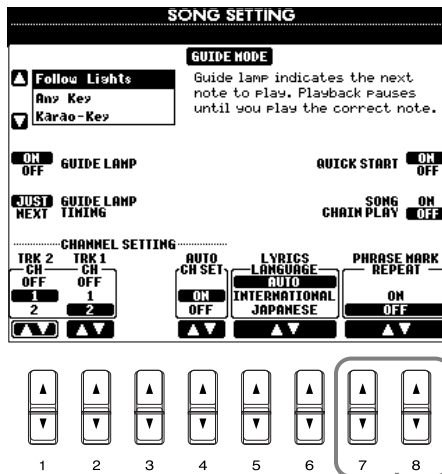 SONG SETTING
GUIDE MODE
Follow Lights
Any Key
Karao-Key
Guide lamp indicates the next
note to play. Playback pauses
until you play the correct note.
ON
OFF
GUIDE LAMP
QUICK START
ON
OFF
JUST
NEXT
GUIDE LAMP
TIMING
SONG
CHAIN PLAY
ON
OFF
CHANNEL SETTING
TRK 2
CH
OFF
1
2
TRK 1
CH
OFF
1
2
AUTO
CH SET
ON
OFF
LYRICS
LANGUAGE
AUTO
INTERNATIONAL
JAPANESE
PHRASE MARK
REPEAT
ON
OFF
1 2 3 4 5 6 7 8